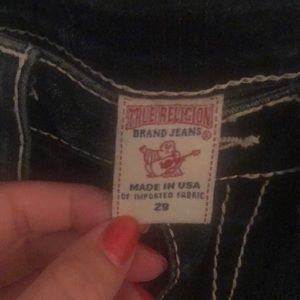 TRUE RELIGION
BRAND JEANS ®
MADE IN USA
OF IMPORTED FABRIC
29